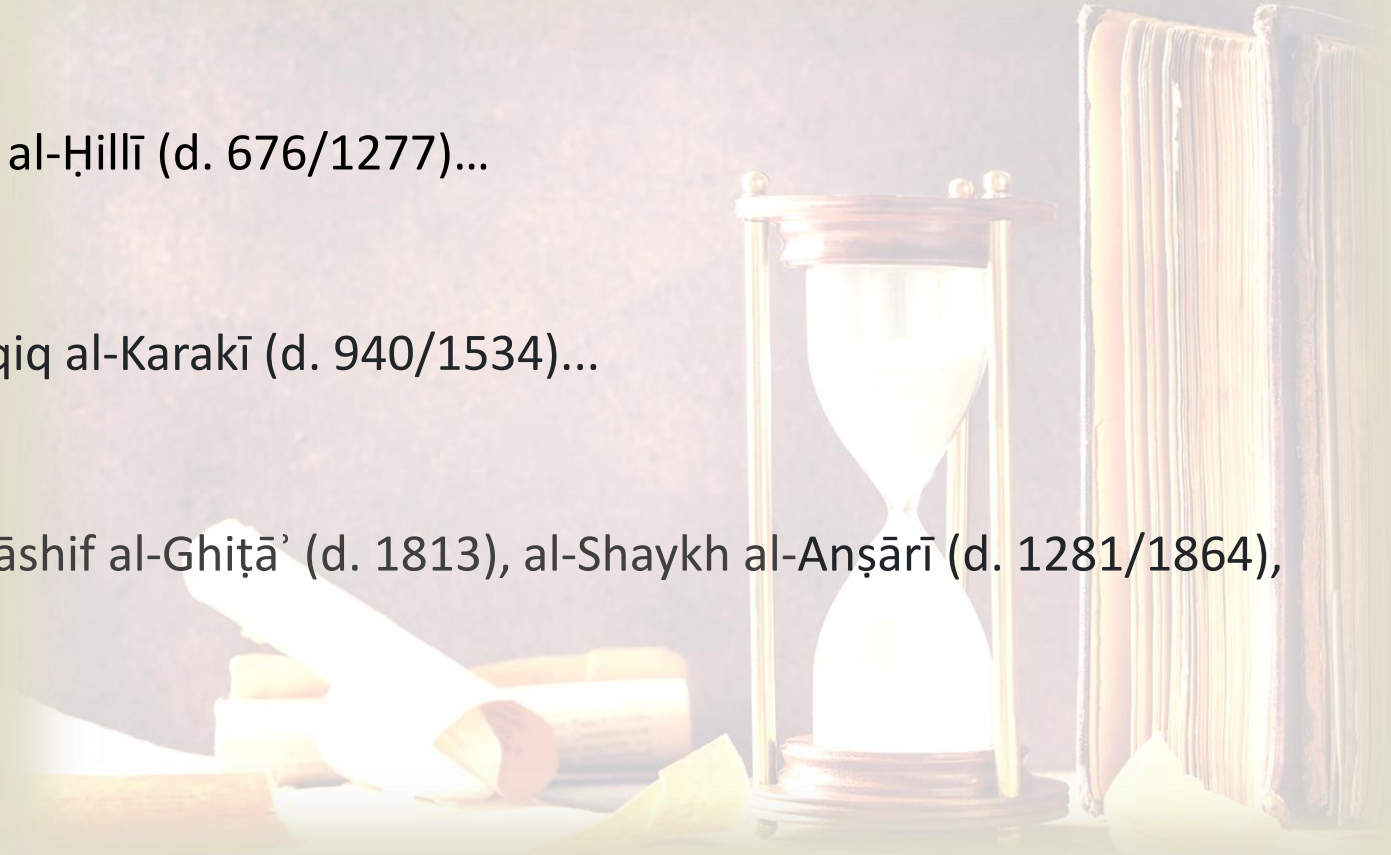 al-Ḥillī (d. 676/1277)…
qiq al-Karakī (d. 940/1534)…
āshif al-Ghiṭāʾ (d. 1813), al-Shaykh al-Anṣārī (d. 1281/1864),